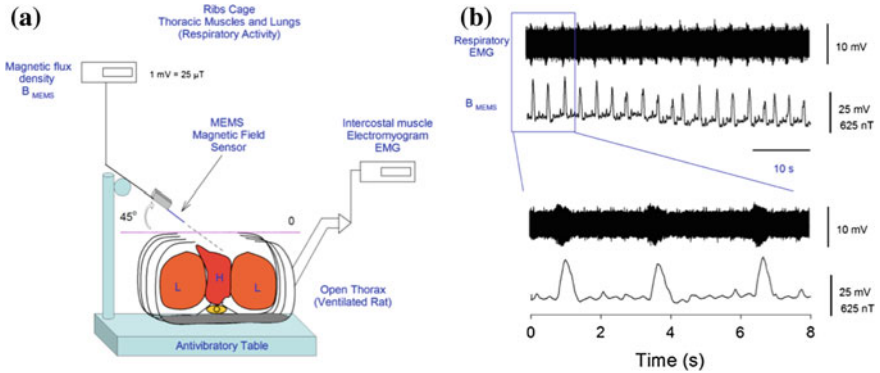 (a)
Ribs Cage
Thoracic Muscles and Lungs
(Respiratory Activity)
Magnetic flux
density
B MEMS
1 mV = 25 µT
MEMS
Magnetic Field
Sensor
Intercostal muscle
Electromyogram
EMG
45°
0
L
H
L
Open Thorax
(Ventilated Rat)
Antivibratory Table
(b)
Respiratory
EMG
10 mV
B MEMS
25 mV
625 nT
10 s
10 mV
25 mV
625 nT
0 2 4 6 8
Time (s)